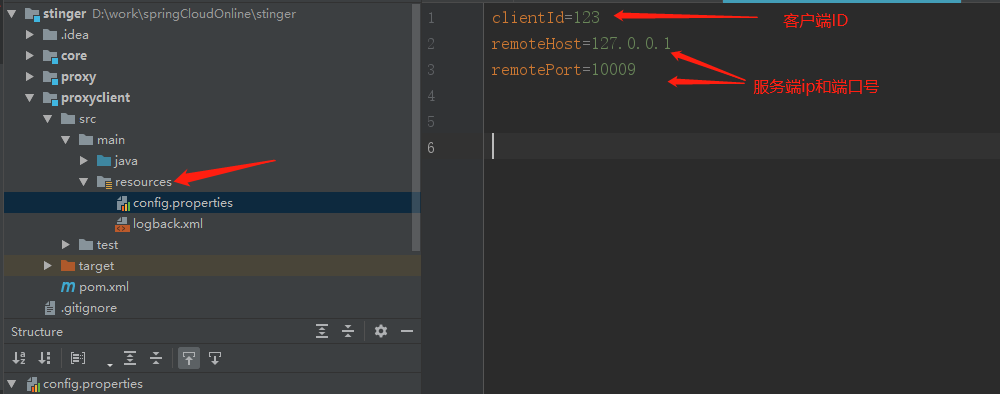 stinger D:\work\springCloudOnline\stinger
.idea
core
proxy
proxyclient
src
main
java
resources
config.properties
logback.xml
test
target
pom.xml
.gitignore
Structure
config.properties
1 clientId=123
客户端ID
2 remoteHost=127.0.0.1
3 remotePort=10009
服务端ip和端口号
4
5
6